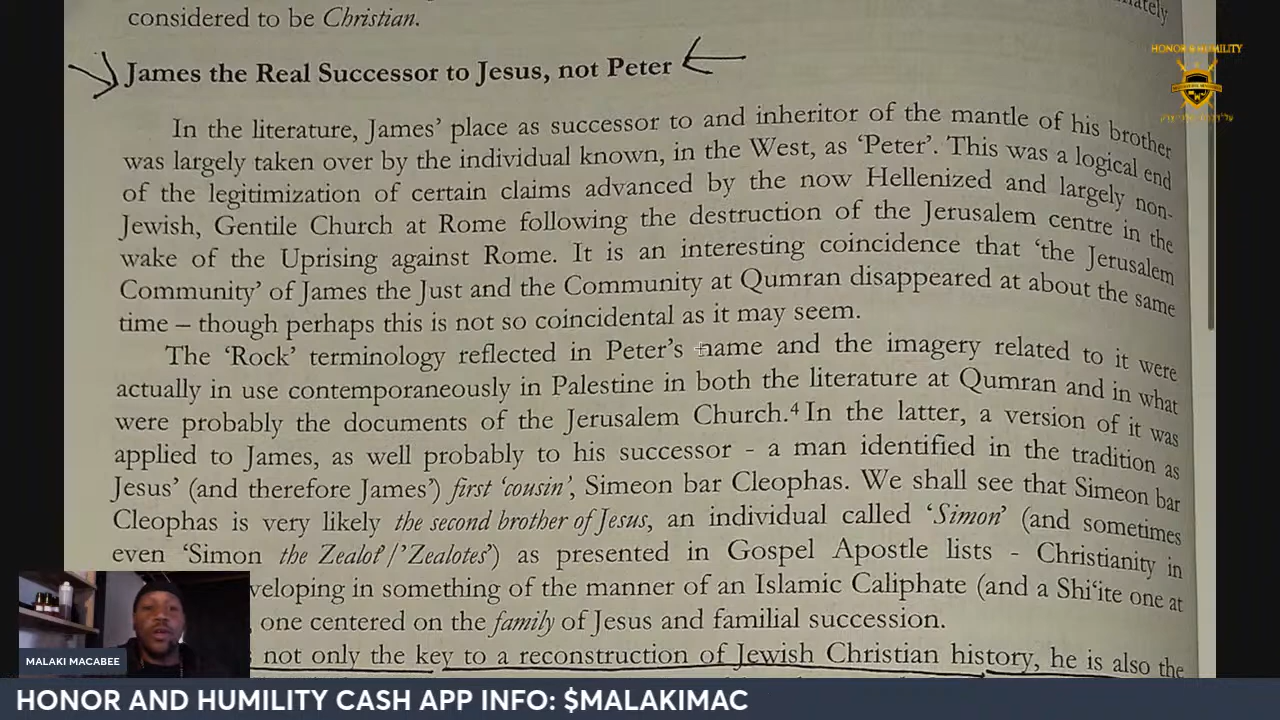 considered to be Christian.
HONOR & HUMILITY
James the Real Successor to Jesus, not Peter
In the literature, James' place as successor to and inheritor of the mantle of his brother
was largely taken over by the individual known, in the West, as 'Peter'. This was a logical end
of the legitimization of certain claims advanced by the now Hellenized and largely non-
Jewish, Gentile Church at Rome following the destruction of the Jerusalem centre in the
wake of the Uprising against Rome. It is an interesting coincidence that 'the Jerusalem
Community' of James the Just and the Community at Qumran disappeared at about the same
time – though perhaps this is not so coincidental as it may seem.
The 'Rock' terminology reflected in Peter's name and the imagery related to it were
actually in use contemporaneously in Palestine in both the literature at Qumran and in what
were probably the documents of the Jerusalem Church.4 In the latter, a version of it was
applied to James, as well probably to his successor - a man identified in the tradition as
Jesus' (and therefore James') first 'cousin', Simeon bar Cleophas. We shall see that Simeon bar
Cleophas is very likely the second brother of Jesus, an individual called 'Simon' (and sometimes
even 'Simon the Zealot'/'Zealotes') as presented in Gospel Apostle lists - Christianity in
veloping in something of the manner of an Islamic Caliphate (and a Shi'ite one at
, one centered on the family of Jesus and familial succession.
not only the key to a reconstruction of Jewish Christian history, he is also the
MALAKI MACABEE
HONOR AND HUMILITY CASH APP INFO: $MALAKIMAC